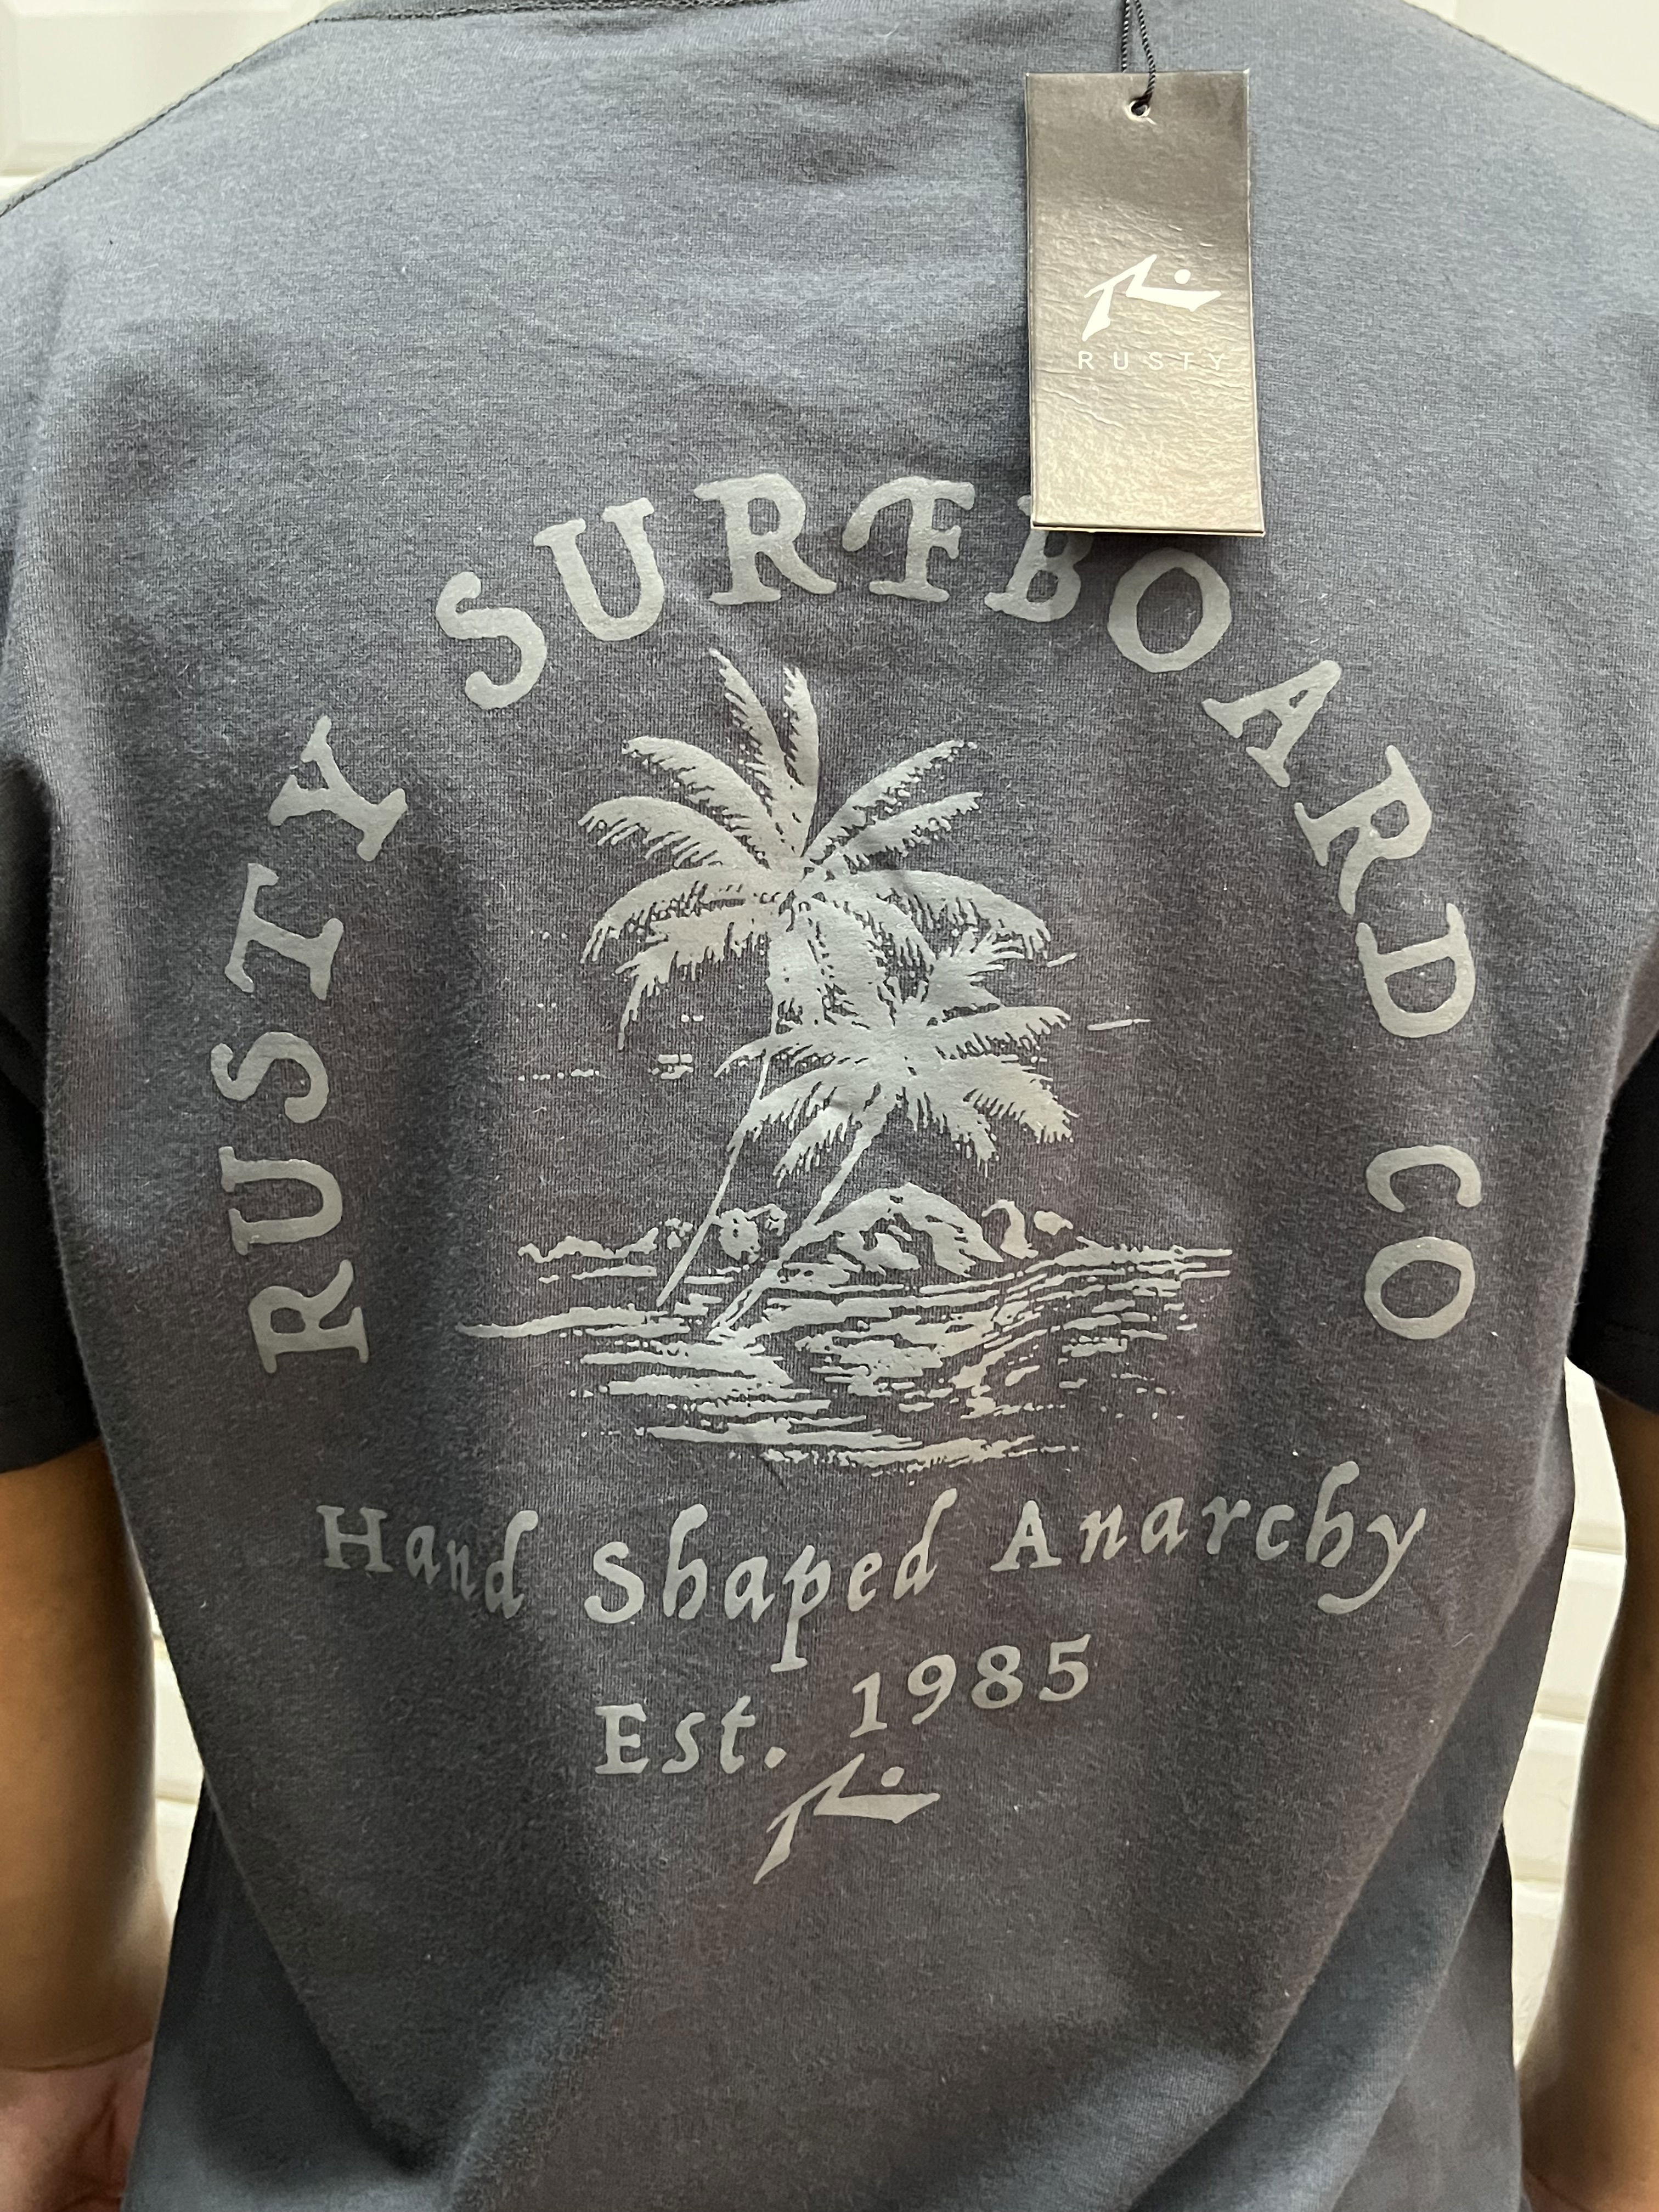 RUSTY
RUSTY SURFBOARD CO
Hand Shaped Anarchy
Est. 1985